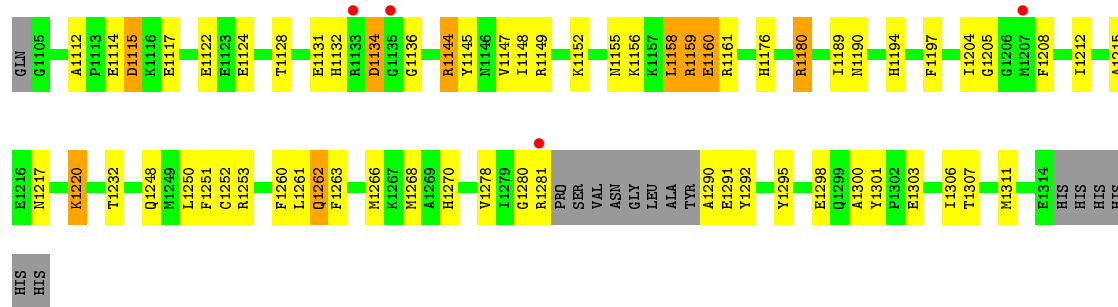 GLN G1105 A1112 P1113 E1114 D1115 K1116 E1117 E1122 E1123 E1124 T1128 E1131 H1132 R1133 D1134 G1135 G1136 R1144 Y1145 N1146 V1147 I1148 R1149 K1152 N1155 K1156 K1157 L1158 R1159 E1160 R1161 H1176 R1180 I1189 N1190 H1194 F1197 I1204 G1205 G1206 M1207 F1208 I1212 A1215
E1216 N1217 K1220 T1232 Q1248 M1249 L1250 F1251 C1252 R1253 F1260 L1261 Q1262 F1263 M1266 K1267 M1268 A1269 H1270 V1278 I1279 G1280 R1281 PRO SER VAL ASN GLY LEU ALA TYR A1290 E1291 Y1292 Y1295 E1298 Q1299 A1300 Y1301 P1302 E1303 I1306 T1307 M1311 E1314 HIS HIS HIS HIS
HIS HIS